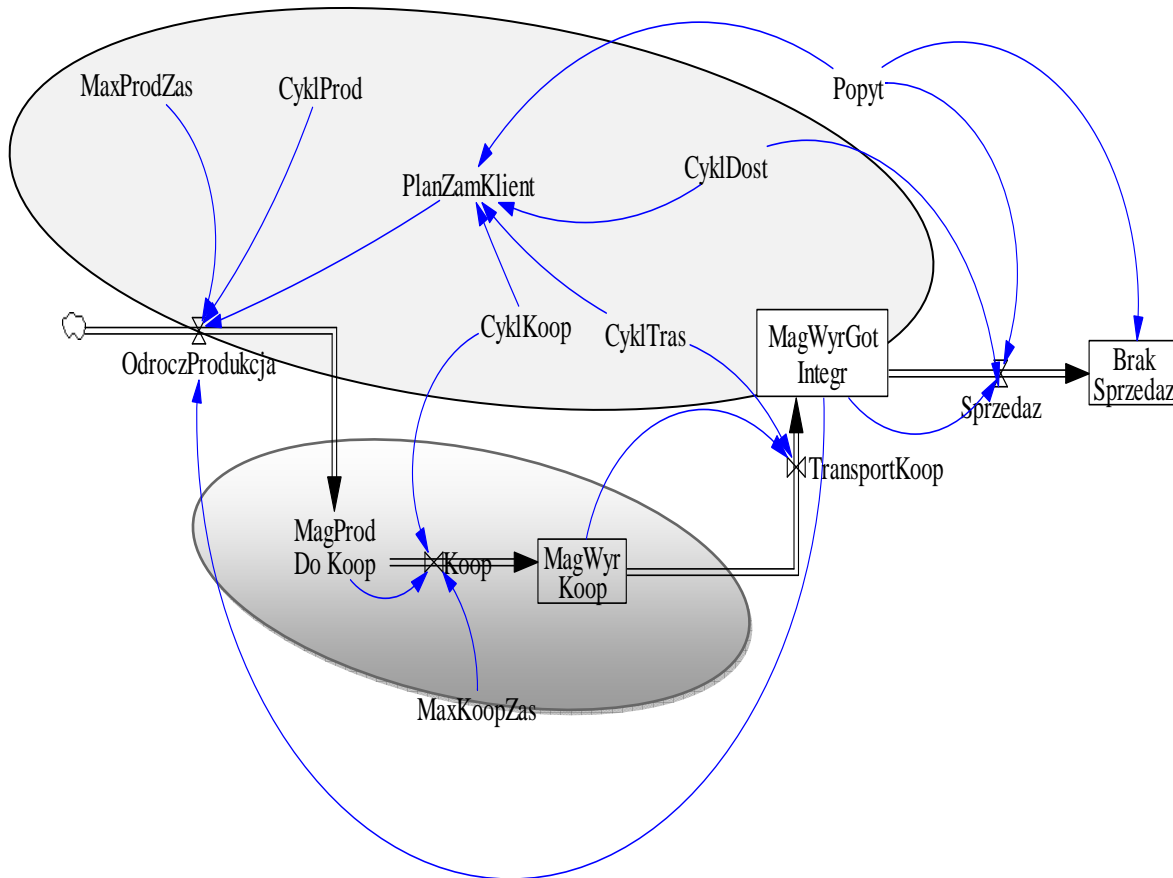 MaxProdZas
CyklProd
Popyt
PlanZamKlient
CyklDost
CyklKoop
CyklTras
MagWyrGot
Integr
OdroczProdukcja
Brak
Sprzedaz
Sprzedaz
TransportKoop
MagProd
Do Koop
Koop
MagWyr
Koop
MaxKoopZas